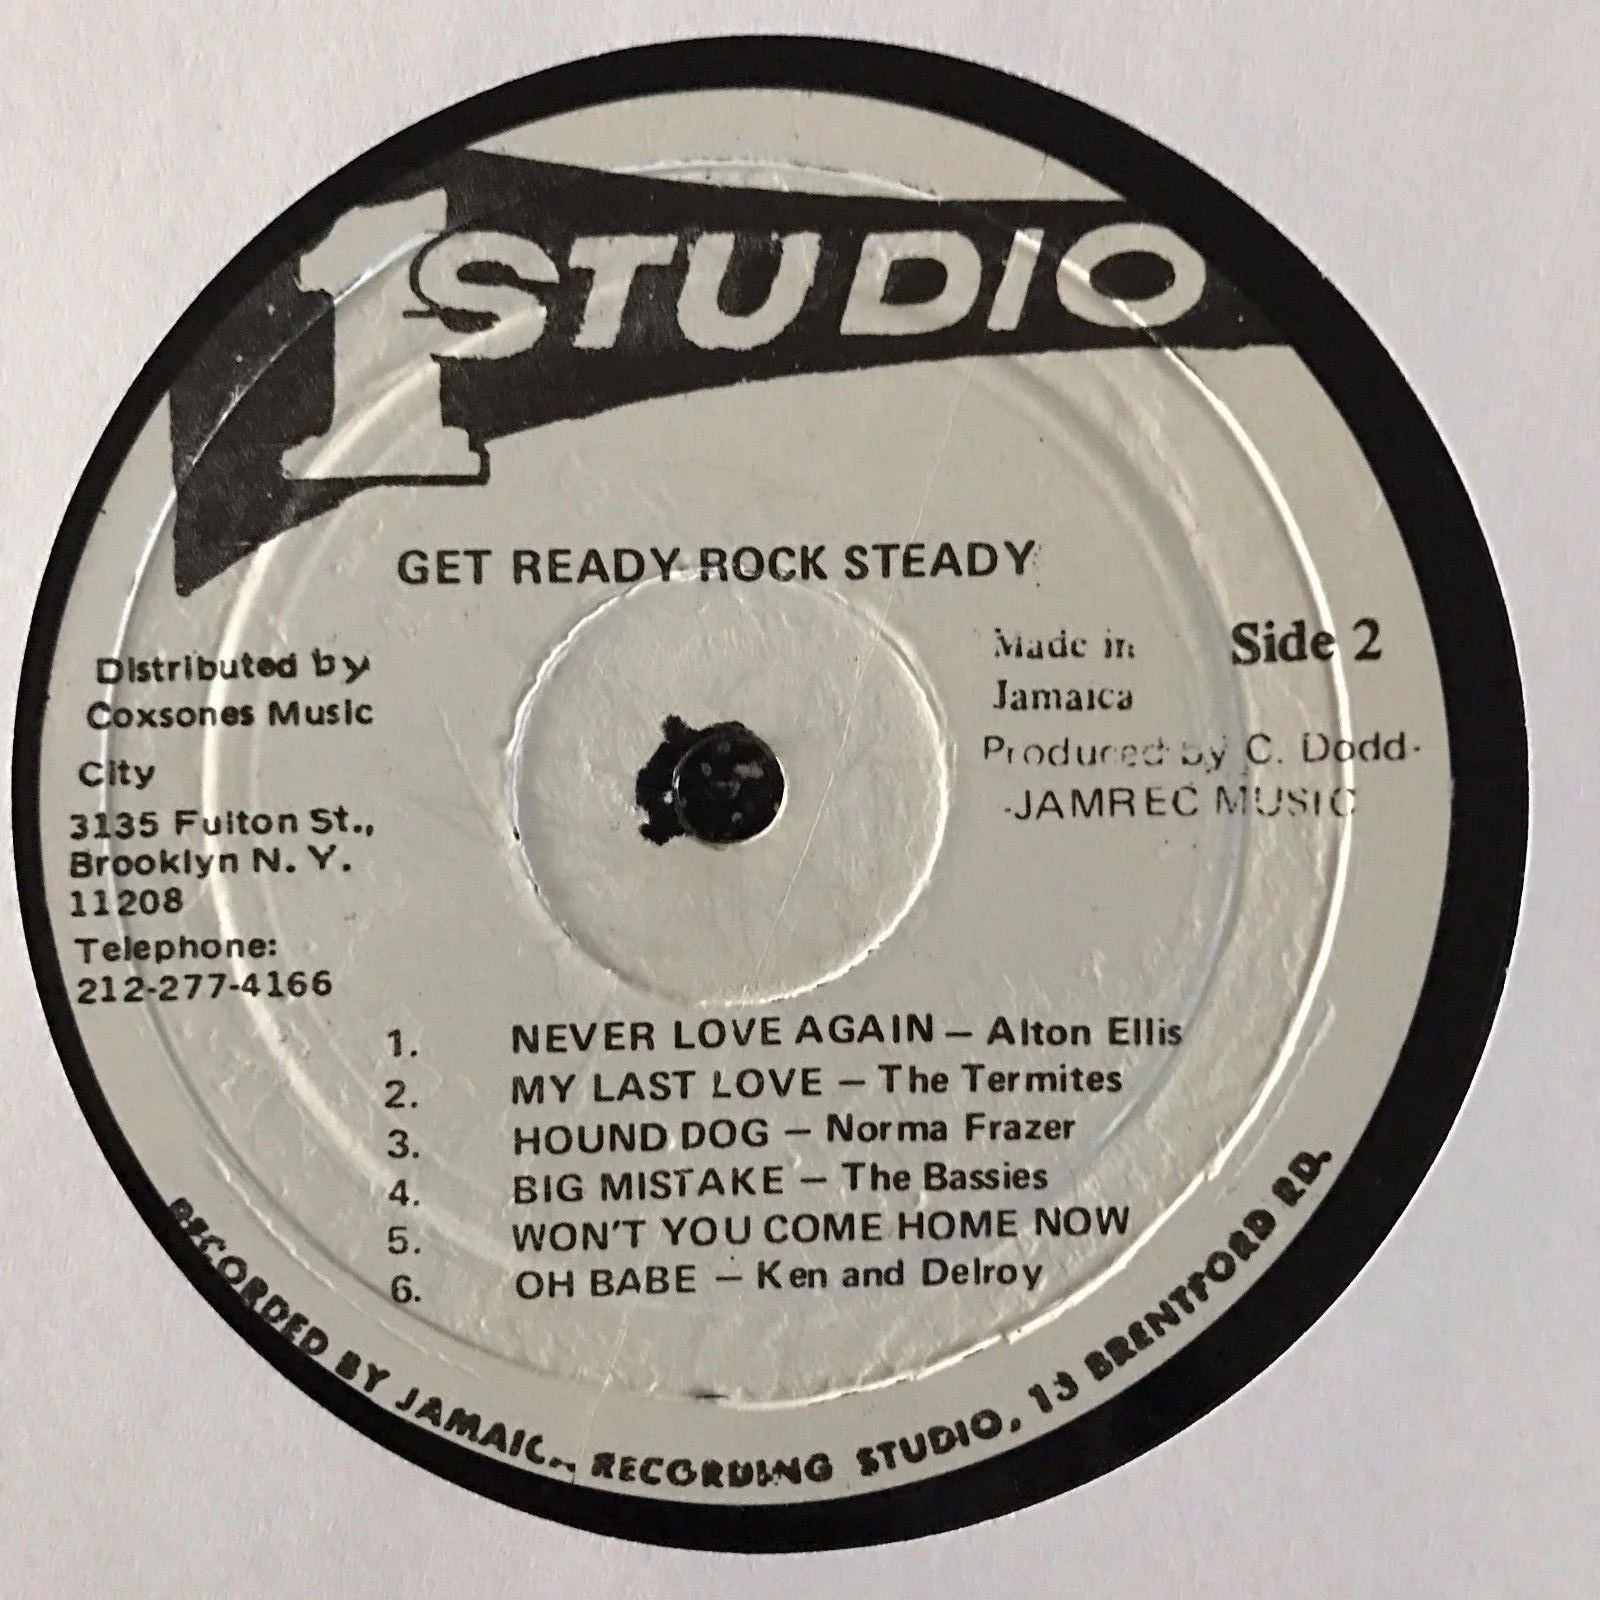 1 STUDIO
GET READY ROCK STEADY
Distributed by
Coxsones Music
City
3135 Fulton St.,
Brooklyn N. Y.
11208
Telephone:
212-277-4166
Made in
Jamaica
Side 2
Produced by C. Dodd-
-JAMREC MUSIC
1. NEVER LOVE AGAIN — Alton Ellis
2. MY LAST LOVE — The Termites
3. HOUND DOG — Norma Frazer
4. BIG MISTAKE — The Bassies
5. WON'T YOU COME HOME NOW
6. OH BABE — Ken and Delroy
RECORDED BY JAMAICA RECORDING STUDIO, 13 BRENTFORD RD.